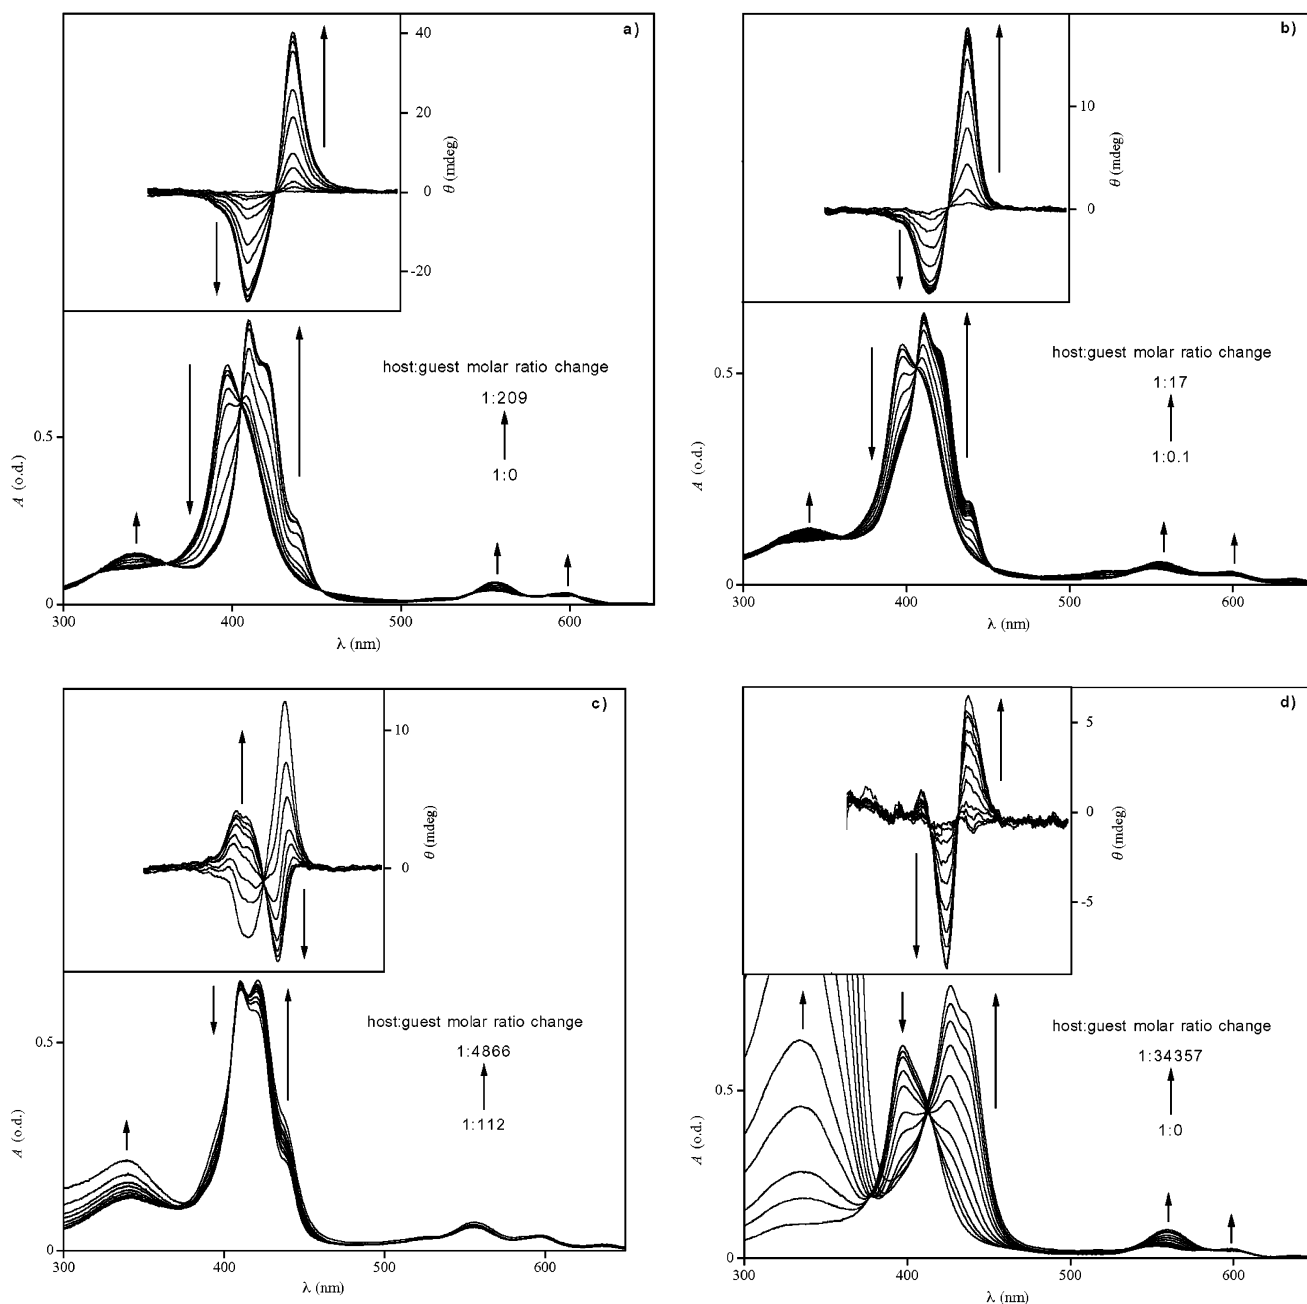 a)
40
20
0
-20
θ (mdeg)
host:guest molar ratio change
1:209
1:0
0.5
0
A (o.d.)
300
400
500
600
λ (nm)
b)
10
0
θ (mdeg)
host:guest molar ratio change
1:17
1:0.1
0.5
0
A (o.d.)
300
400
500
600
λ (nm)
c)
10
0
θ (mdeg)
host:guest molar ratio change
1:4866
1:112
0.5
0
A (o.d.)
300
400
500
600
λ (nm)
d)
5
0
-5
θ (mdeg)
host:guest molar ratio change
1:34357
1:0
0.5
0
A (o.d.)
300
400
500
600
λ (nm)